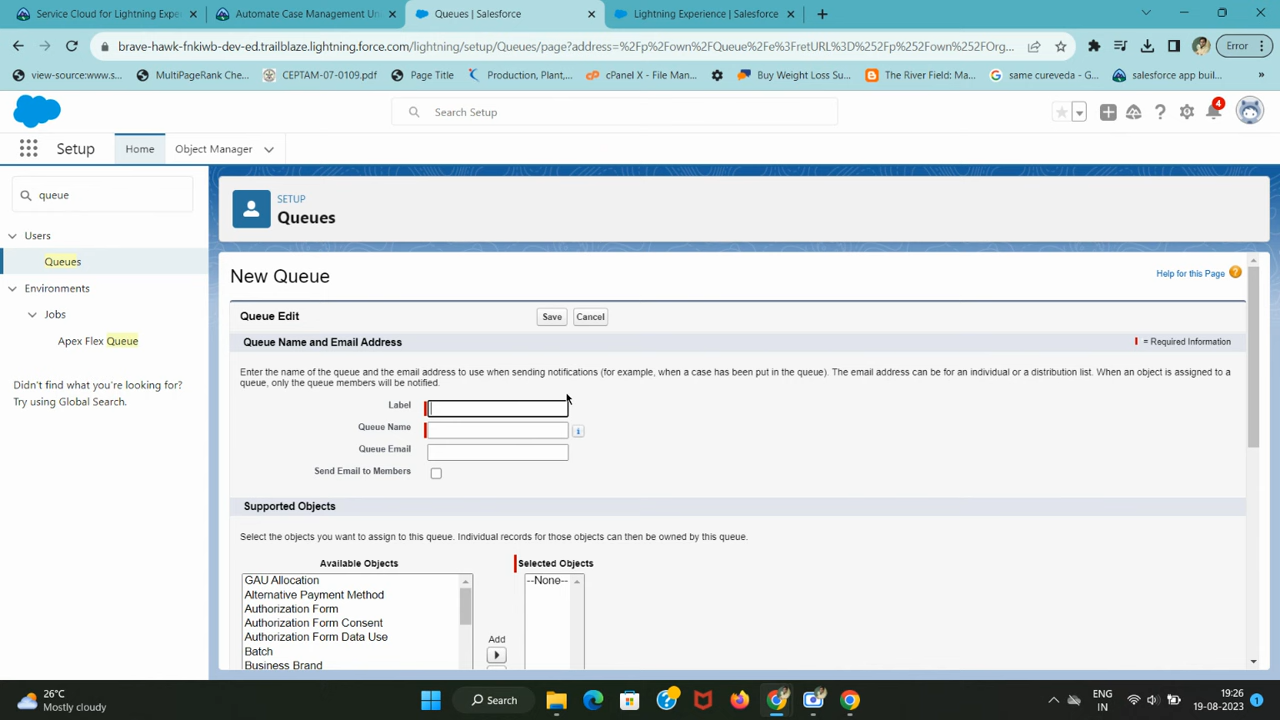 Service Cloud for Lightning Expe
Automate Case Management Un
Queues | Salesforce
Lightning Experience | Salesforce
brave-hawk-fnkiwb-dev-ed.trailblaze.lightning.force.com/lightning/setup/Queues/page?address=%2Fp%2Fown%2FQueue%2Fe%3FretURL%3D%252Fp%252Fown%252FOrg...
Error
view-source:www.s...
MultiPageRank Che...
CEPTAM-07-0109.pdf
Page Title
Production, Plant,...
cPanel X - File Man...
Buy Weight Loss Su...
The River Field: Ma...
same cureveda - G...
salesforce app buil...
»
Search Setup
4
Setup
Home
Object Manager
queue
Users
Queues
Environments
Jobs
Apex Flex Queue
Didn't find what you're looking for?
Try using Global Search.
SETUP
Queues
New Queue
Help for this Page
Queue Edit
Save
Cancel
Queue Name and Email Address
= Required Information
Enter the name of the queue and the email address to use when sending notifications (for example, when a case has been put in the queue). The email address can be for an individual or a distribution list. When an object is assigned to a
queue, only the queue members will be notified.
Label
Queue Name
Queue Email
Send Email to Members
Supported Objects
Select the objects you want to assign to this queue. Individual records for those objects can then be owned by this queue.
Available Objects
Selected Objects
GAU Allocation
Alternative Payment Method
Authorization Form
Authorization Form Consent
Authorization Form Data Use
Batch
Business Brand
Add
--None--
26°C
Mostly cloudy
Search
ENG
IN
19:26
19-08-2023
1